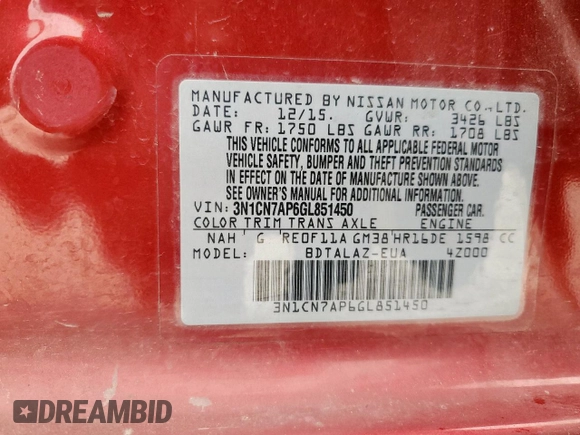 MANUFACTURED BY NISSAN MOTOR CO.,LTD.
DATE: 12/15. GVWR: 3426 LBS
GAWR FR: 1750 LBS GAWR RR: 1708 LBS
THIS VEHICLE CONFORMS TO ALL APPLICABLE FEDERAL MOTOR
VEHICLE SAFETY, BUMPER AND THEFT PREVENTION STANDARDS
IN EFFECT ON THE DATE OF MANUFACTURE SHOWN ABOVE.
SEE OWNER'S MANUAL FOR ADDITIONAL INFORMATION.
VIN: 3N1CN7AP6GL851450 PASSENGER CAR.
COLOR TRIM TRANS AXLE ENGINE
NAH G RE0F11A GM38 HR16DE 1598 CC
MODEL: BDTALAZ-EUA 4Z000
3N1CN7AP6GL851450
DREAMBID